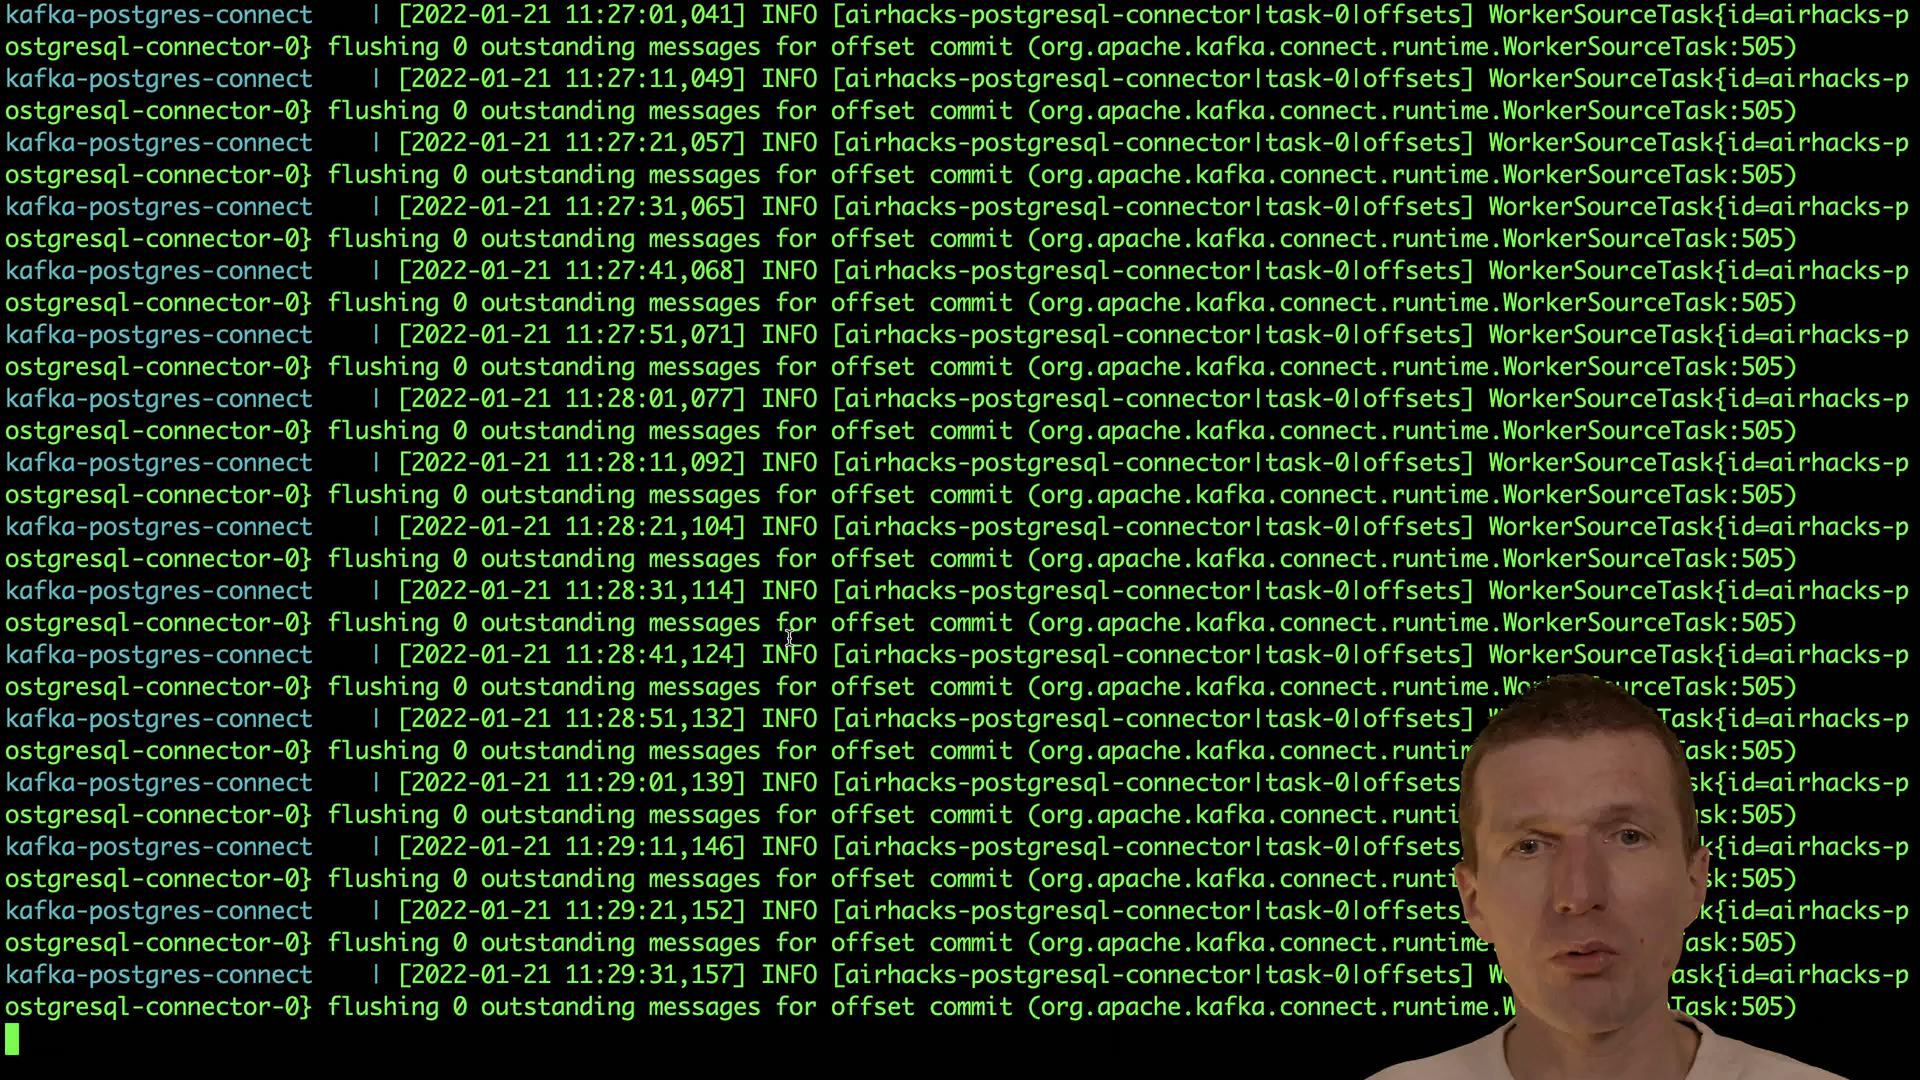 kafka-postgres-connect | [2022-01-21 11:27:01,041] INFO [airhacks-postgresql-connector|task-0|offsets] WorkerSourceTask{id=airhacks-p
ostgresql-connector-0} flushing 0 outstanding messages for offset commit (org.apache.kafka.connect.runtime.WorkerSourceTask:505)
kafka-postgres-connect | [2022-01-21 11:27:11,049] INFO [airhacks-postgresql-connector|task-0|offsets] WorkerSourceTask{id=airhacks-p
ostgresql-connector-0} flushing 0 outstanding messages for offset commit (org.apache.kafka.connect.runtime.WorkerSourceTask:505)
kafka-postgres-connect | [2022-01-21 11:27:21,057] INFO [airhacks-postgresql-connector|task-0|offsets] WorkerSourceTask{id=airhacks-p
ostgresql-connector-0} flushing 0 outstanding messages for offset commit (org.apache.kafka.connect.runtime.WorkerSourceTask:505)
kafka-postgres-connect | [2022-01-21 11:27:31,065] INFO [airhacks-postgresql-connector|task-0|offsets] WorkerSourceTask{id=airhacks-p
ostgresql-connector-0} flushing 0 outstanding messages for offset commit (org.apache.kafka.connect.runtime.WorkerSourceTask:505)
kafka-postgres-connect | [2022-01-21 11:27:41,068] INFO [airhacks-postgresql-connector|task-0|offsets] WorkerSourceTask{id=airhacks-p
ostgresql-connector-0} flushing 0 outstanding messages for offset commit (org.apache.kafka.connect.runtime.WorkerSourceTask:505)
kafka-postgres-connect | [2022-01-21 11:27:51,071] INFO [airhacks-postgresql-connector|task-0|offsets] WorkerSourceTask{id=airhacks-p
ostgresql-connector-0} flushing 0 outstanding messages for offset commit (org.apache.kafka.connect.runtime.WorkerSourceTask:505)
kafka-postgres-connect | [2022-01-21 11:28:01,077] INFO [airhacks-postgresql-connector|task-0|offsets] WorkerSourceTask{id=airhacks-p
ostgresql-connector-0} flushing 0 outstanding messages for offset commit (org.apache.kafka.connect.runtime.WorkerSourceTask:505)
kafka-postgres-connect | [2022-01-21 11:28:11,092] INFO [airhacks-postgresql-connector|task-0|offsets] WorkerSourceTask{id=airhacks-p
ostgresql-connector-0} flushing 0 outstanding messages for offset commit (org.apache.kafka.connect.runtime.WorkerSourceTask:505)
kafka-postgres-connect | [2022-01-21 11:28:21,104] INFO [airhacks-postgresql-connector|task-0|offsets] WorkerSourceTask{id=airhacks-p
ostgresql-connector-0} flushing 0 outstanding messages for offset commit (org.apache.kafka.connect.runtime.WorkerSourceTask:505)
kafka-postgres-connect | [2022-01-21 11:28:31,114] INFO [airhacks-postgresql-connector|task-0|offsets] WorkerSourceTask{id=airhacks-p
ostgresql-connector-0} flushing 0 outstanding messages for offset commit (org.apache.kafka.connect.runtime.WorkerSourceTask:505)
kafka-postgres-connect | [2022-01-21 11:28:41,124] INFO [airhacks-postgresql-connector|task-0|offsets] WorkerSourceTask{id=airhacks-p
ostgresql-connector-0} flushing 0 outstanding messages for offset commit (org.apache.kafka.connect.runtime.Wo urceTask:505)
kafka-postgres-connect | [2022-01-21 11:28:51,132] INFO [airhacks-postgresql-connector|task-0|offsets] Task{id=airhacks-p
ostgresql-connector-0} flushing 0 outstanding messages for offset commit (org.apache.kafka.connect.runtim ask:505)
kafka-postgres-connect | [2022-01-21 11:29:01,139] INFO [airhacks-postgresql-connector|task-0|offsets sk{id=airhacks-p
ostgresql-connector-0} flushing 0 outstanding messages for offset commit (org.apache.kafka.connect.runti sk:505)
kafka-postgres-connect | [2022-01-21 11:29:11,146] INFO [airhacks-postgresql-connector|task-0|offsets k{id=airhacks-p
ostgresql-connector-0} flushing 0 outstanding messages for offset commit (org.apache.kafka.connect.runti sk:505)
kafka-postgres-connect | [2022-01-21 11:29:21,152] INFO [airhacks-postgresql-connector|task-0|offsets] k{id=airhacks-p
ostgresql-connector-0} flushing 0 outstanding messages for offset commit (org.apache.kafka.connect.runtime ask:505)
kafka-postgres-connect | [2022-01-21 11:29:31,157] INFO [airhacks-postgresql-connector|task-0|offsets] W ask{id=airhacks-p
ostgresql-connector-0} flushing 0 outstanding messages for offset commit (org.apache.kafka.connect.runtime.W Task:505)